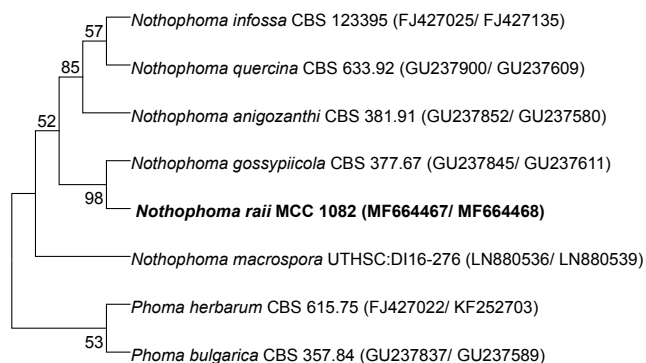 57
Nothophoma infossa CBS 123395 (FJ427025/ FJ427135)
85
Nothophoma quercina CBS 633.92 (GU237900/ GU237609)
52
Nothophoma anigozanthi CBS 381.91 (GU237852/ GU237580)
Nothophoma gossypiicola CBS 377.67 (GU237845/ GU237611)
98
Nothophoma raii MCC 1082 (MF664467/ MF664468)
Nothophoma macrospora UTHSC:DI16-276 (LN880536/ LN880539)
Phoma herbarum CBS 615.75 (FJ427022/ KF252703)
53
Phoma bulgarica CBS 357.84 (GU237837/ GU237589)